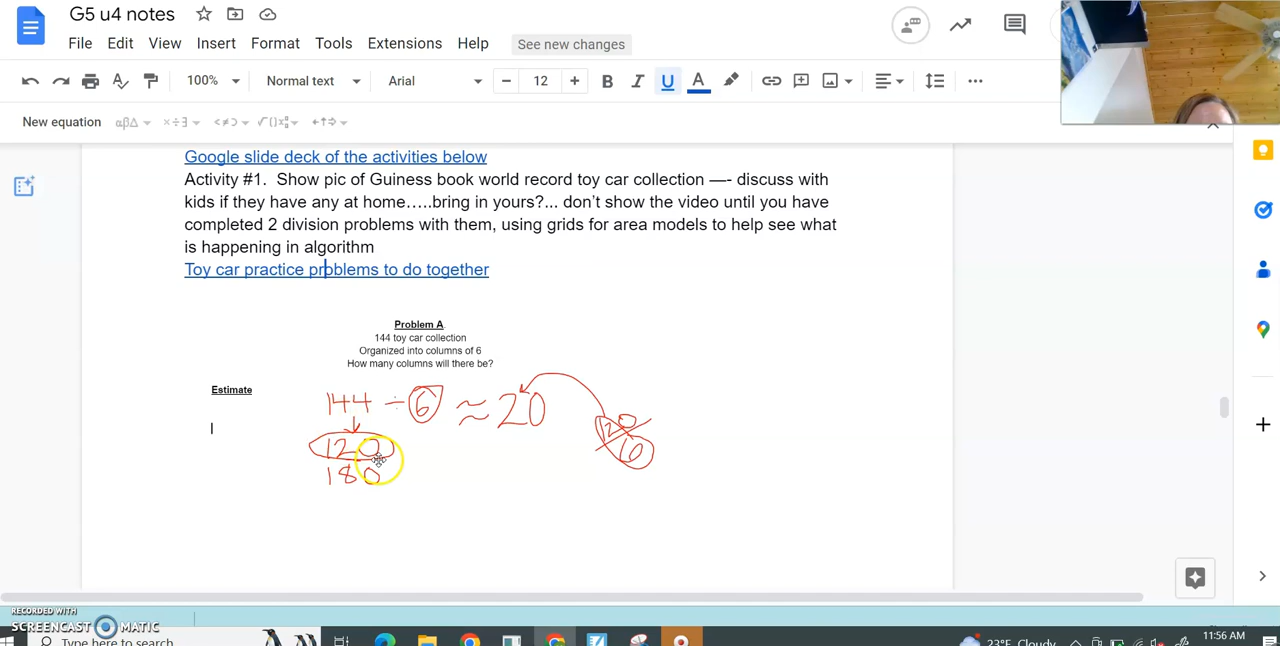 G5 u4 notes
File Edit View Insert Format Tools Extensions Help See new changes
100% Normal text Arial − 12 + B I U A
New equation αβΔ ×÷3 <≠⊃
Google slide deck of the activities below
Activity #1. Show pic of Guiness book world record toy car collection —- discuss with
kids if they have any at home…..bring in yours?... don’t show the video until you have
completed 2 division problems with them, using grids for area models to help see what
is happening in algorithm
Toy car practice problems to do together
Problem A.
144 toy car collection
Organized into columns of 6
How many columns will there be?
Estimate
144 ÷ 6 ≈ 20
120
120
180
RECORDED WITH
SCREENCAST MATIC
Type here to search
23°F Cloudy
11:56 AM